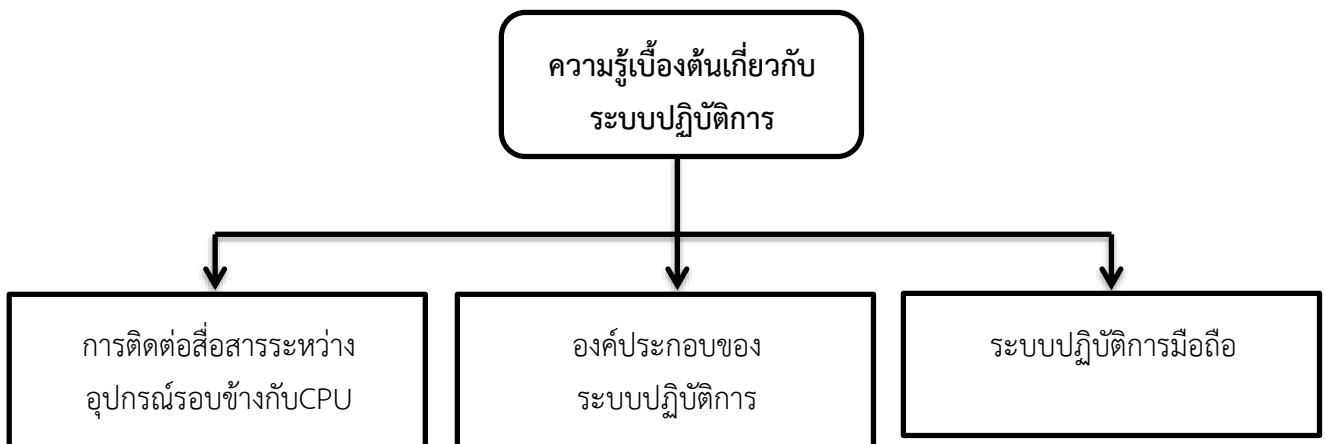 ความรู้เบื้องต้นเกี่ยวกับ
ระบบปฏิบัติการ
การติดต่อสื่อสารระหว่าง
อุปกรณ์รอบข้างกับCPU
องค์ประกอบของ
ระบบปฏิบัติการ
ระบบปฏิบัติการมือถือ